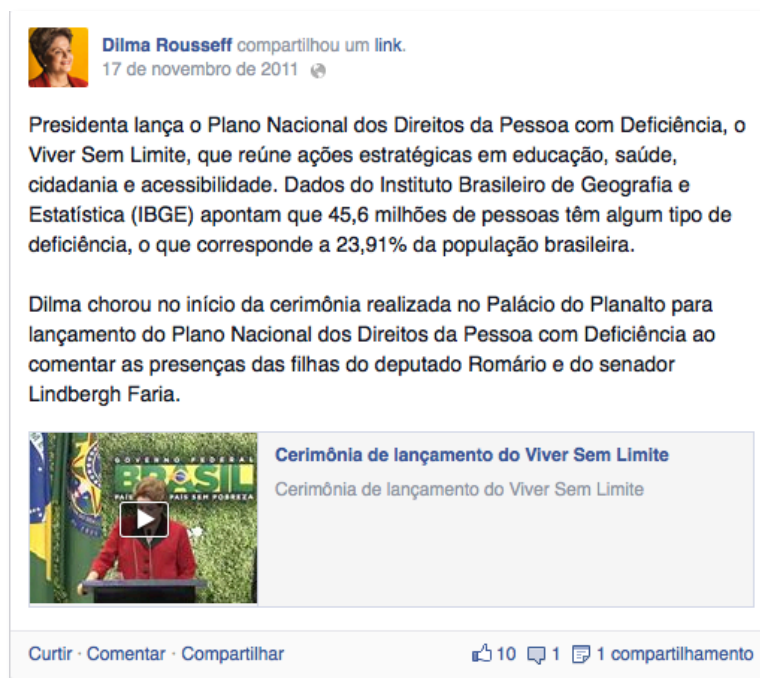 Dilma Rousseff compartilhou um link.
17 de novembro de 2011
Presidenta lança o Plano Nacional dos Direitos da Pessoa com Deficiência, o
Viver Sem Limite, que reúne ações estratégicas em educação, saúde,
cidadania e acessibilidade. Dados do Instituto Brasileiro de Geografia e
Estatística (IBGE) apontam que 45,6 milhões de pessoas têm algum tipo de
deficiência, o que corresponde a 23,91% da população brasileira.
Dilma chorou no início da cerimônia realizada no Palácio do Planalto para
lançamento do Plano Nacional dos Direitos da Pessoa com Deficiência ao
comentar as presenças das filhas do deputado Romário e do senador
Lindbergh Faria.
GOVERNO FEDERAL
BRASIL
PAÍS PAÍS SEM POBREZA
Cerimônia de lançamento do Viver Sem Limite
Cerimônia de lançamento do Viver Sem Limite
Curtir · Comentar · Compartilhar
10 1 1 compartilhamento